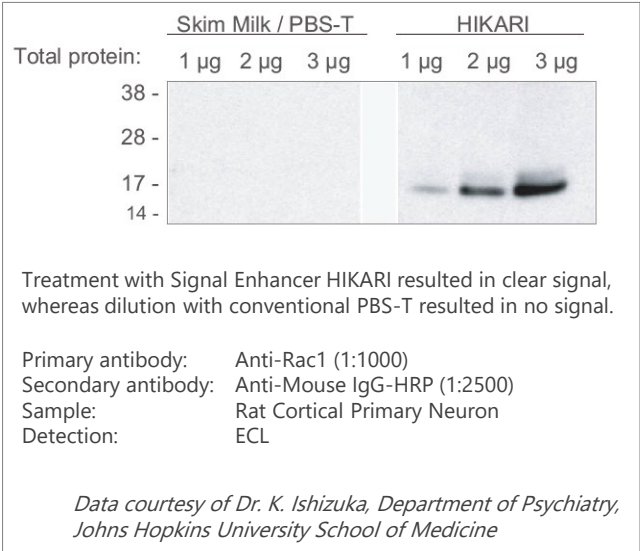 Skim Milk / PBS-T HIKARI
Total protein: 1 µg 2 µg 3 µg 1 µg 2 µg 3 µg
38 -
28 -
17 -
14 -
Treatment with Signal Enhancer HIKARI resulted in clear signal,
whereas dilution with conventional PBS-T resulted in no signal.
Primary antibody: Anti-Rac1 (1:1000)
Secondary antibody: Anti-Mouse IgG-HRP (1:2500)
Sample: Rat Cortical Primary Neuron
Detection: ECL
Data courtesy of Dr. K. Ishizuka, Department of Psychiatry,
Johns Hopkins University School of Medicine